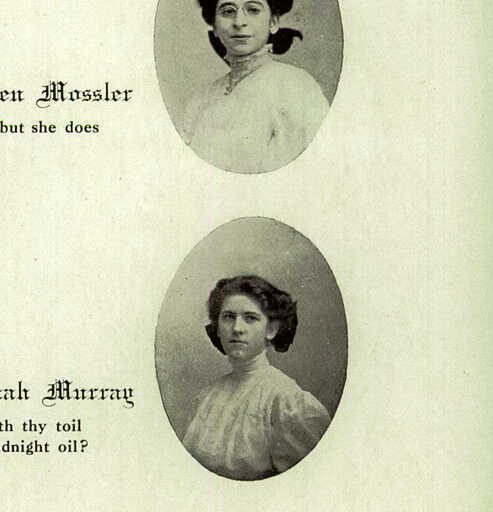 en Mossler
but she does
ah Murray
th thy toil
dnight oil?